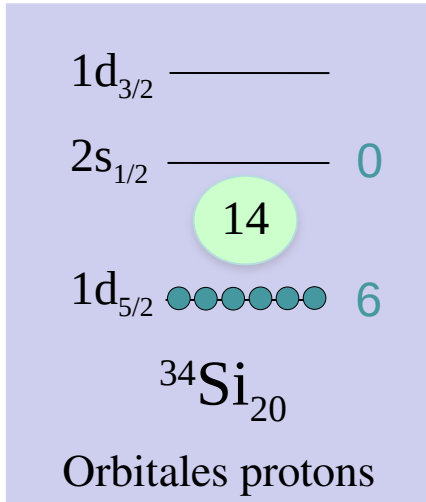 1d3/2
2s1/2 0
14
1d5/2 6
34Si20
Orbitales protons